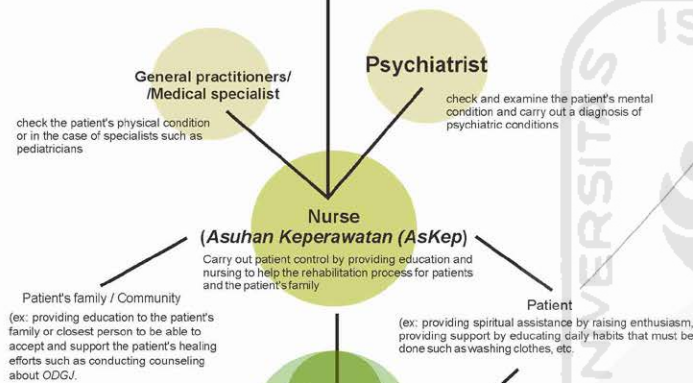 General practitioners/
/Medical specialist
check the patient's physical condition
or in the case of specialists such as
pediatricians
Psychiatrist
check and examine the patient's mental
condition and carry out a diagnosis of
psychiatric conditions
Nurse
(Asuhan Keperawatan (AsKep)
Carry out patient control by providing education and
nursing to help the rehabilitation process for patients
and the patient's family
Patient's family / Community
(ex: providing education to the patient's
family or closest person to be able to
accept and support the patient's healing
efforts such as conducting counseling
about ODGJ.
Patient
(ex: providing spiritual assistance by raising enthusiasm,
providing support by educating daily habits that must be
done such as washing clothes, etc.
NIVERSITAS
IS